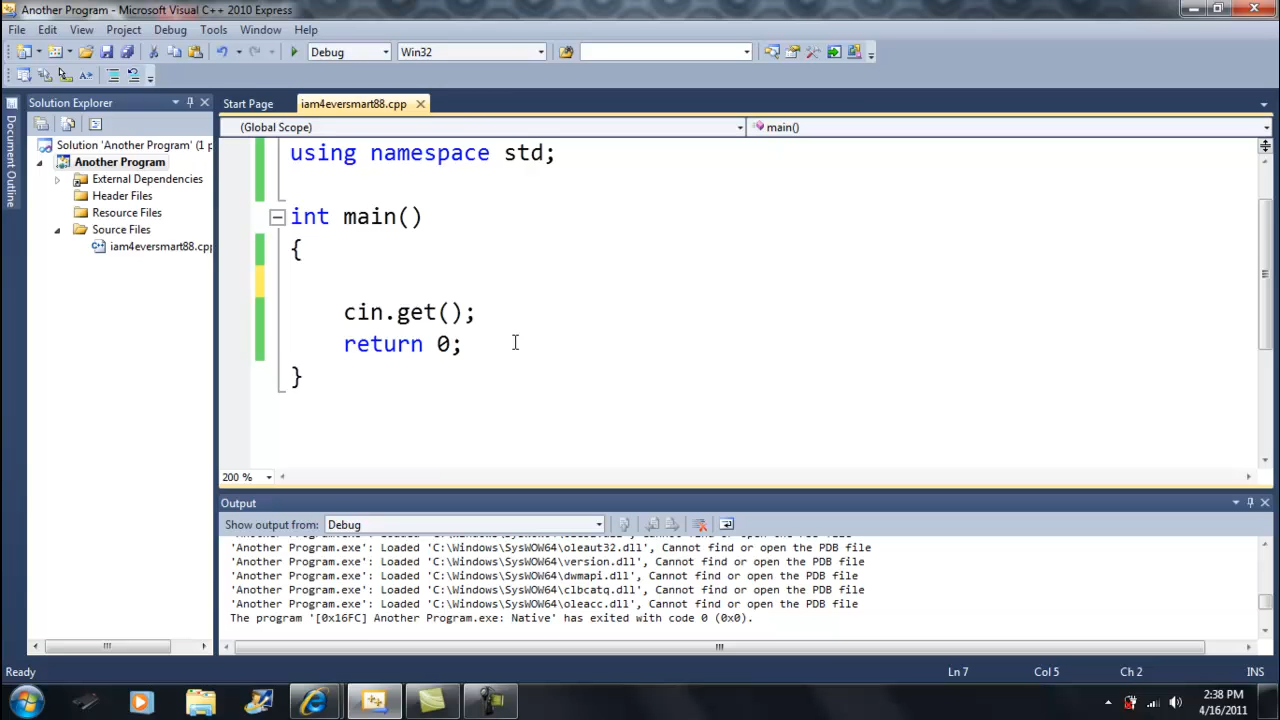 Another Program - Microsoft Visual C++ 2010 Express
File Edit View Project Debug Tools Window Help
Debug Win32
Solution Explorer
Start Page iam4eversmart88.cpp
Document Outline
(Global Scope) main()
Solution 'Another Program' (1 p
Another Program
External Dependencies
Header Files
Resource Files
Source Files
iam4eversmart88.cpp
using namespace std;
int main()
{
cin.get();
return 0;
}
200 %
Output
Show output from: Debug
'Another Program.exe': Loaded 'C:\Windows\SysWOW64\oleaut32.dll', Cannot find or open the PDB file
'Another Program.exe': Loaded 'C:\Windows\SysWOW64\version.dll', Cannot find or open the PDB file
'Another Program.exe': Loaded 'C:\Windows\SysWOW64\dwmapi.dll', Cannot find or open the PDB file
'Another Program.exe': Loaded 'C:\Windows\SysWOW64\clbcatq.dll', Cannot find or open the PDB file
'Another Program.exe': Loaded 'C:\Windows\SysWOW64\oleacc.dll', Cannot find or open the PDB file
The program '[0x16FC] Another Program.exe: Native' has exited with code 0 (0x0).
Ready Ln 7 Col 5 Ch 2 INS
2:38 PM
4/16/2011